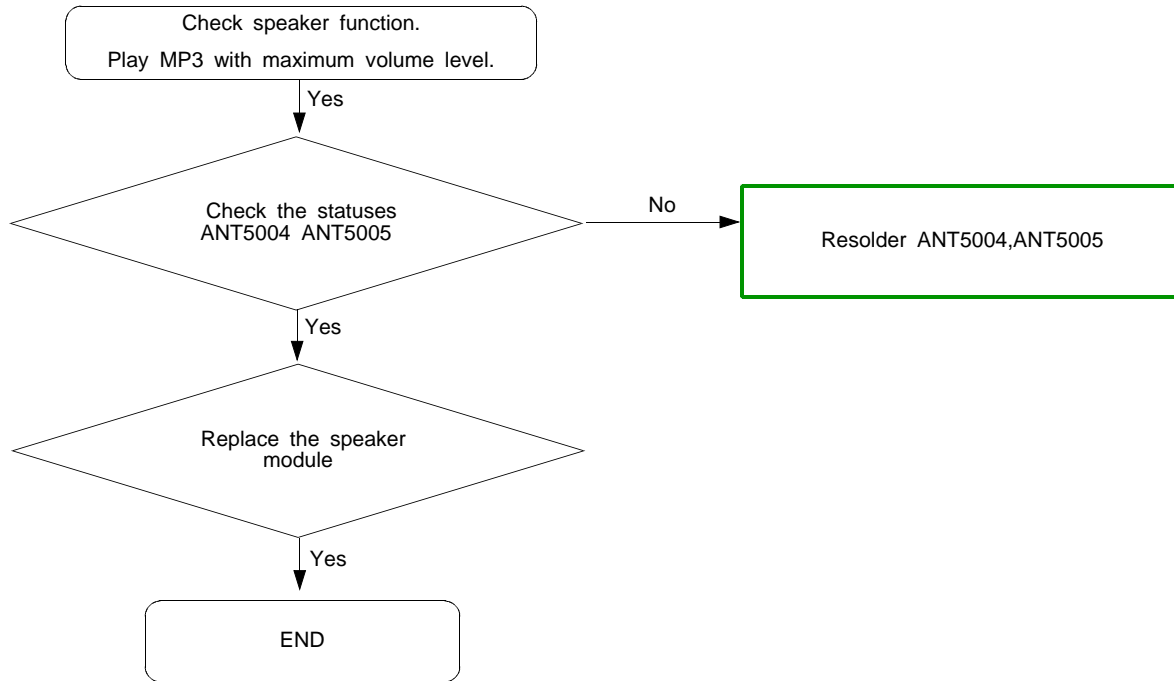 Check speaker function.
Play MP3 with maximum volume level.
Yes
Check the statuses
ANT5004 ANT5005
No
Resolder ANT5004,ANT5005
Yes
Replace the speaker
module
Yes
END